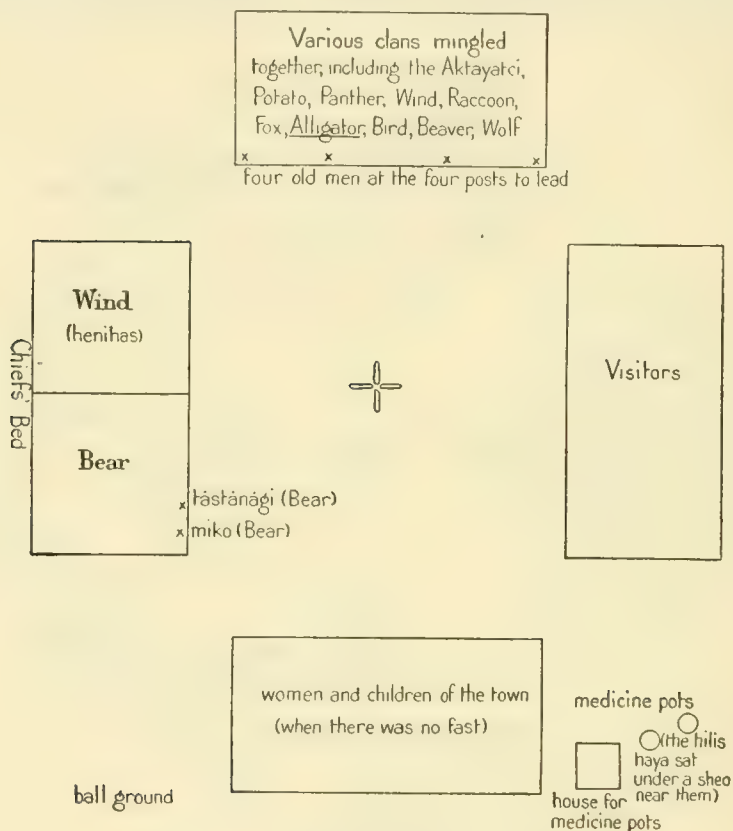 Various clans mingled
together, including the Aktayatci,
Potato, Panther, Wind, Raccoon,
Fox, Alligator, Bird, Beaver, Wolf
x x x x
four old men at the four posts to lead
Wind
(henihas)
Chiefs' Bed
Bear
x tástánági (Bear)
x miko (Bear)
Visitors
women and children of the town
(when there was no fast)
medicine pots
(the hilis
haya sat
under a sheo
near them)
house for
medicine pots
ball ground